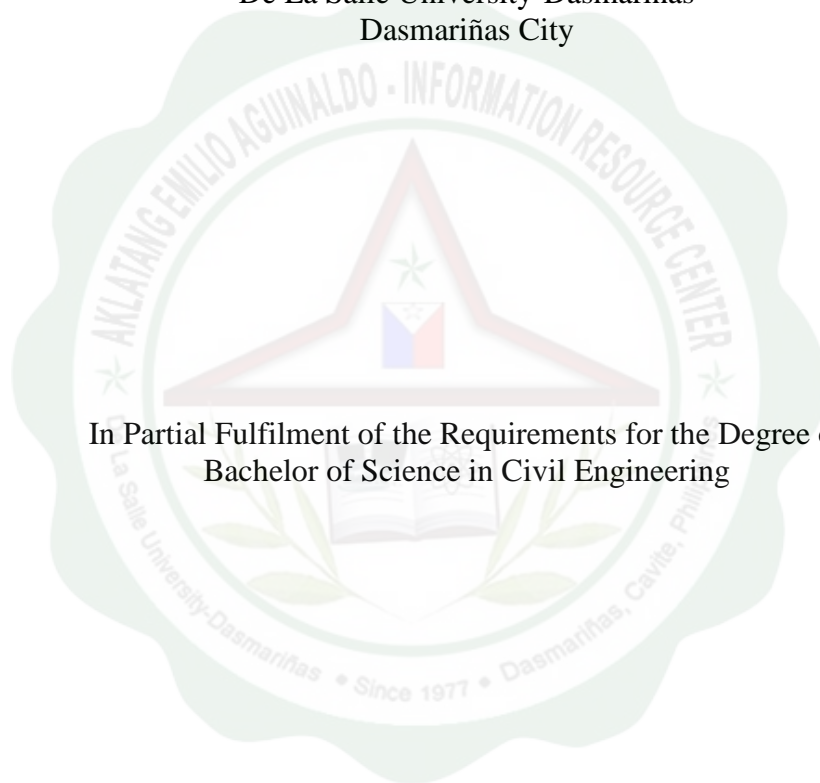 De La Salle University-Dasmariñas
Dasmariñas City
AKLATANG EMILIO AGUINALDO - INFORMATION RESOURCE CENTER
In Partial Fulfilment of the Requirements for the Degree
Bachelor of Science in Civil Engineering
De La Salle University-Dasmariñas • Since 1977 • Dasmariñas, Cavite, Philippines